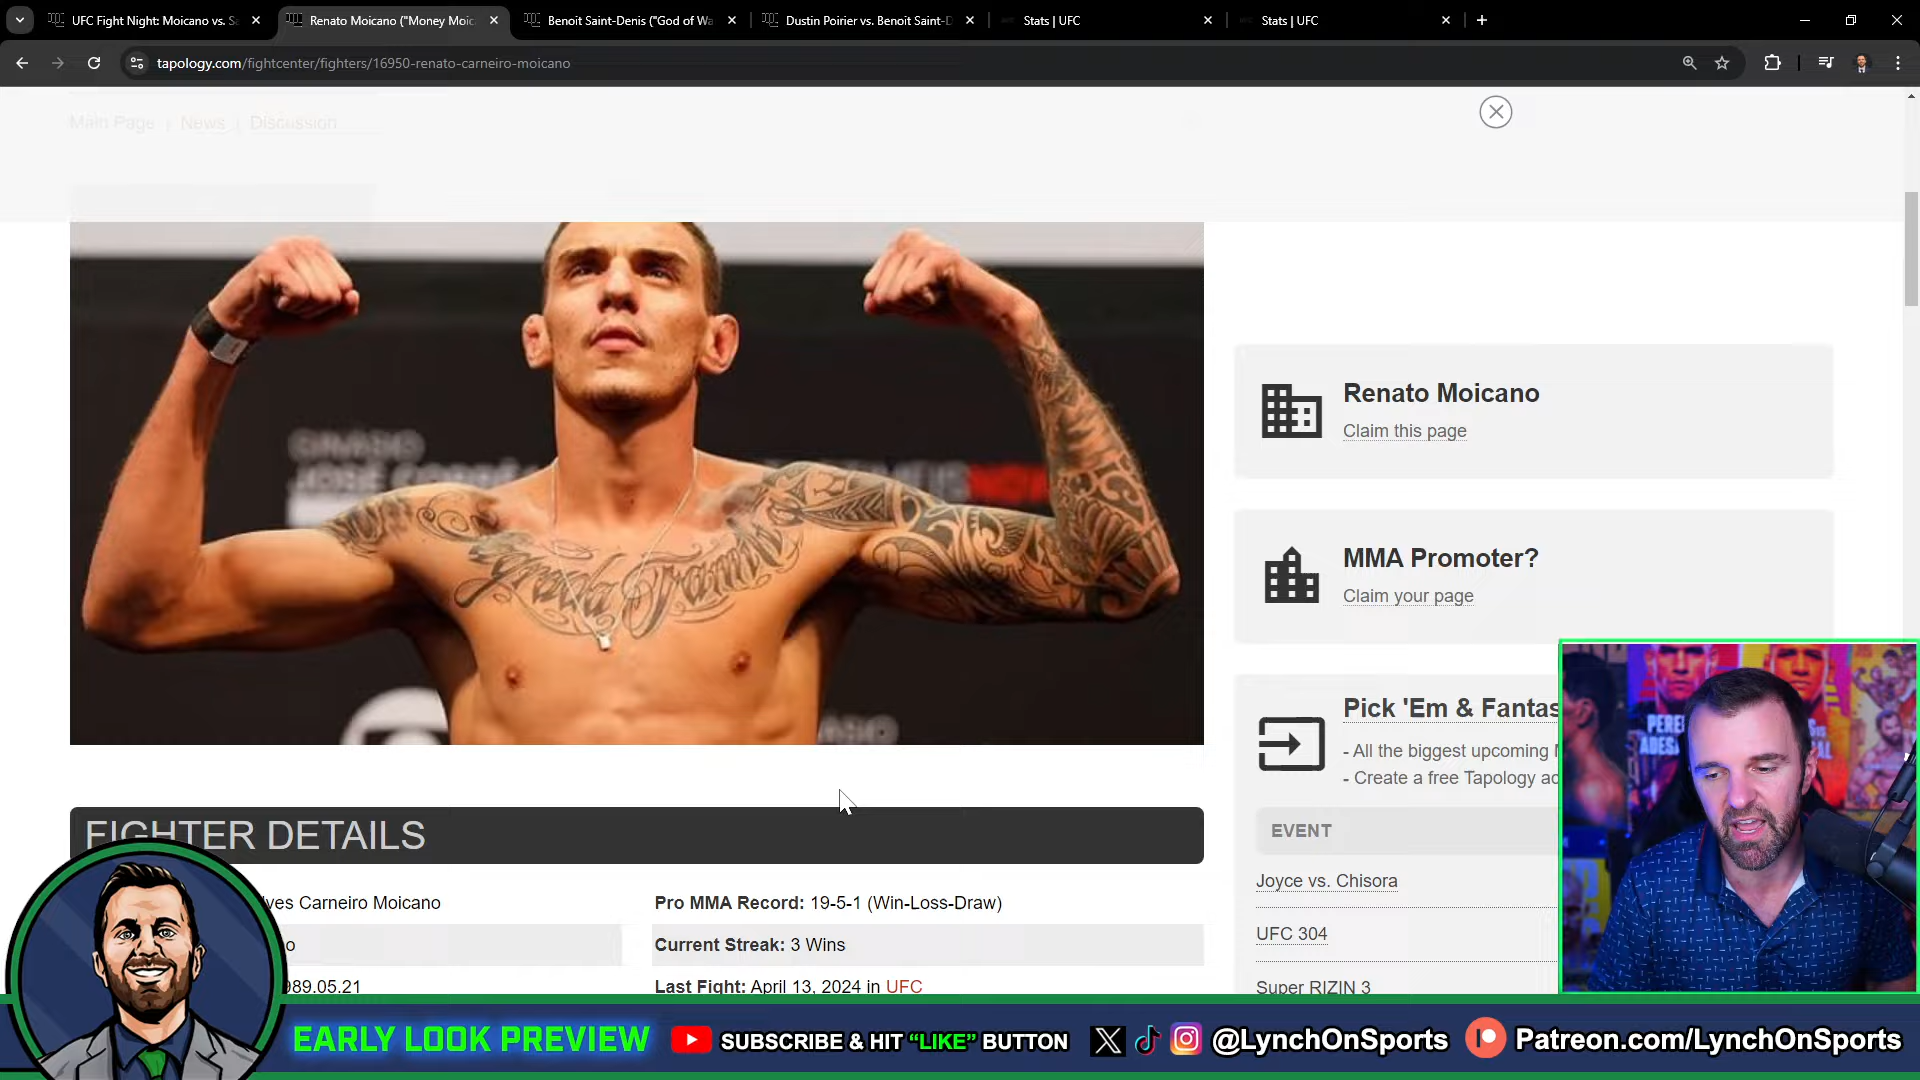 UFC Fight Night: Moicano vs. S
Renato Moicano ("Money Moic
Benoit Saint-Denis ("God of Wa
Dustin Poirier vs. Benoit Saint-D
Stats | UFC
Stats | UFC
tapology.com/fightcenter/fighters/16950-renato-carneiro-moicano
Main Page | News | Discussion
Renato Moicano
Claim this page
MMA Promoter?
Claim your page
Pick 'Em & Fantas
- All the biggest upcoming
- Create a free Tapology ac
EVENT
Joyce vs. Chisora
UFC 304
Super RIZIN 3
FIGHTER DETAILS
lves Carneiro Moicano
Pro MMA Record: 19-5-1 (Win-Loss-Draw)
Current Streak: 3 Wins
989.05.21
Last Fight: April 13, 2024 in UFC
EARLY LOOK PREVIEW
SUBSCRIBE & HIT “LIKE” BUTTON
@LynchOnSports
Patreon.com/LynchOnSports